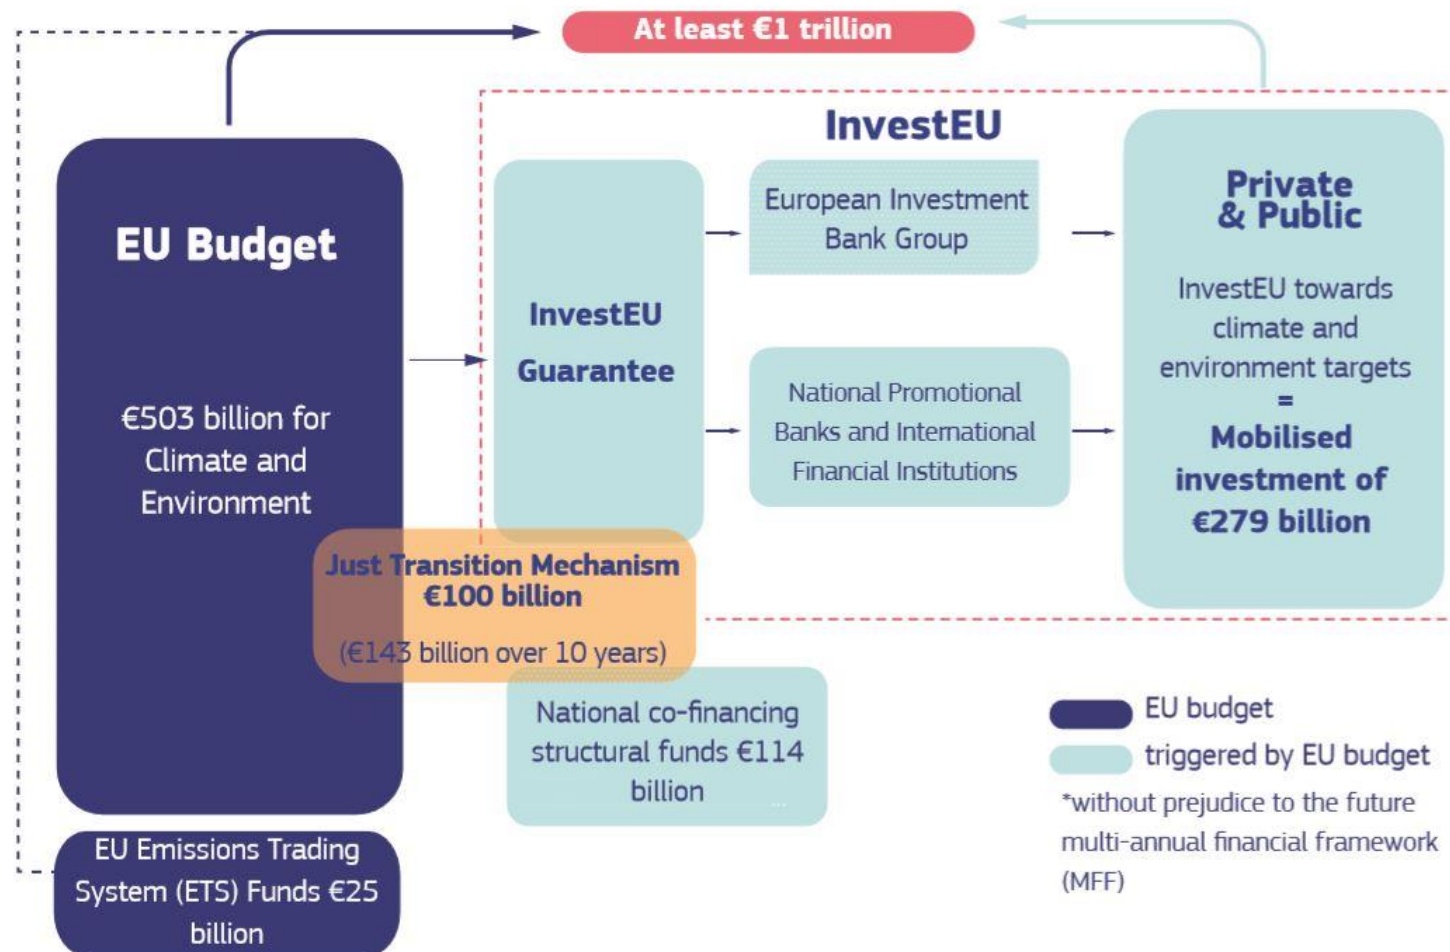 At least €1 trillion
InvestEU
EU Budget
€503 billion for
Climate and
Environment
InvestEU
Guarantee
European Investment
Bank Group
National Promotional
Banks and International
Financial Institutions
Private
& Public
InvestEU towards
climate and
environment targets
=
Mobilised
investment of
€279 billion
Just Transition Mechanism
€100 billion
(€143 billion over 10 years)
National co-financing
structural funds €114
billion
...
EU Emissions Trading
System (ETS) Funds €25
billion
EU budget
triggered by EU budget
*without prejudice to the future
multi-annual financial framework
(MFF)